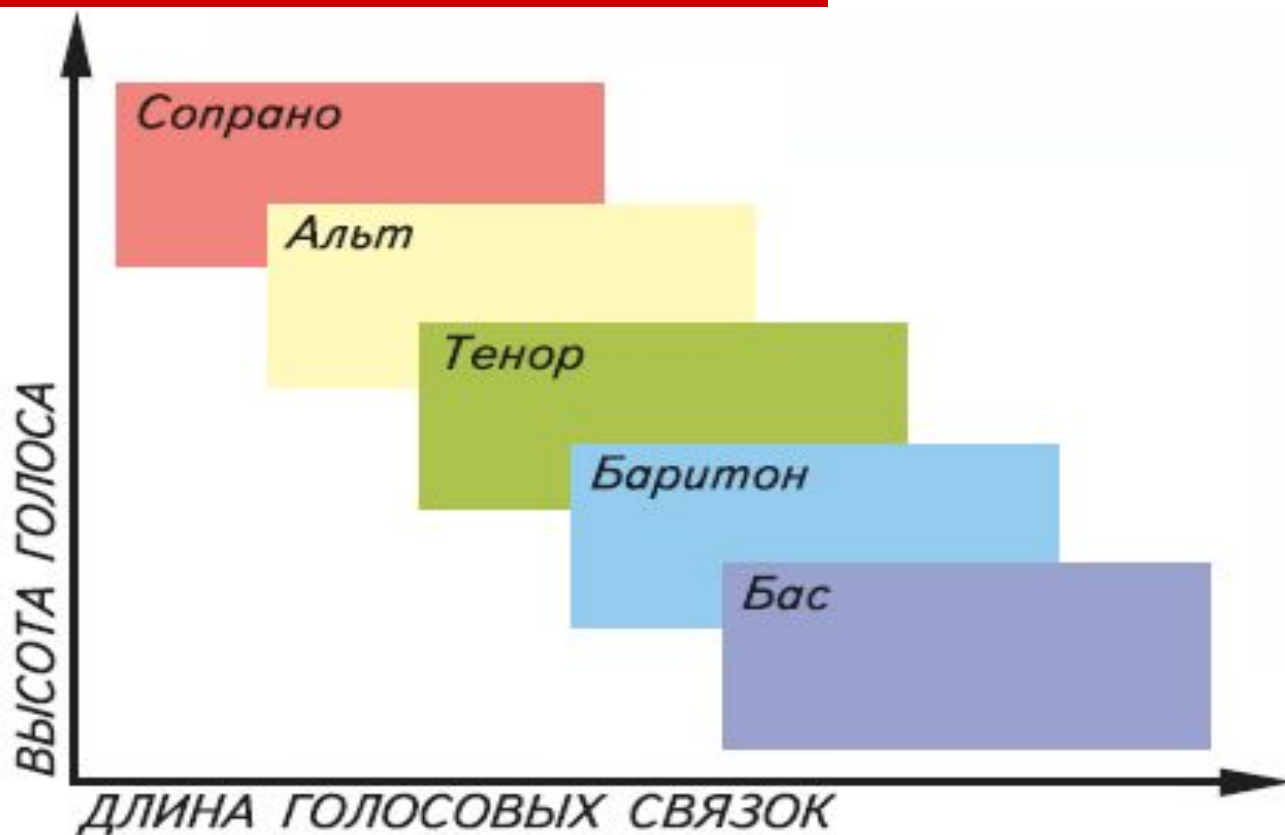 Сопрано
Альт
Тенор
Баритон
Бас
ВЫСОТА ГОЛОСА
ДЛИНА ГОЛОСОВЫХ СВЯЗОК